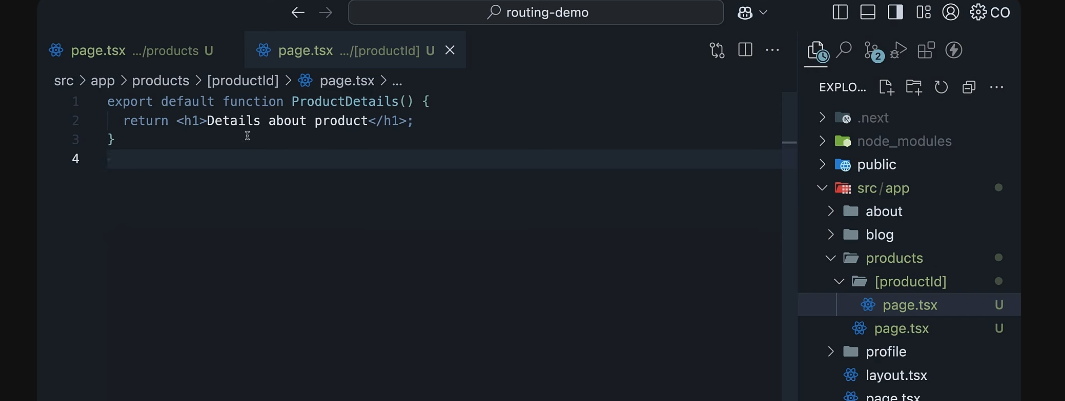 routing-demo
CO
page.tsx .../products U
page.tsx .../[productId] U
2
src > app > products > [productId] > page.tsx > ...
EXPLO...
1 export default function ProductDetails() {
2 return <h1>Details about product</h1>;
3 }
4
.next
node_modules
public
src/app
about
blog
products
[productId]
page.tsx U
page.tsx U
profile
layout.tsx
page.tsx